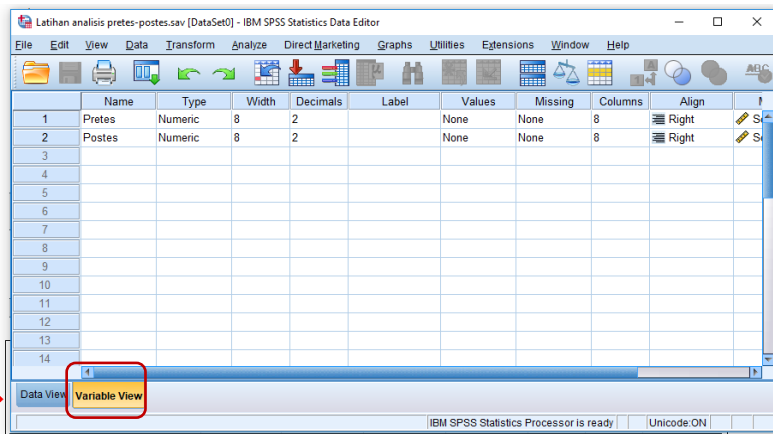 Latihan analisis pretes-postes.sav [DataSet0] - IBM SPSS Statistics Data Editor
File Edit View Data Transform Analyze Direct Marketing Graphs Utilities Extensions Window Help
Name Type Width Decimals Label Values Missing Columns Align
1 Pretes Numeric 8 2 None None 8 Right
2 Postes Numeric 8 2 None None 8 Right
3
4
5
6
7
8
9
10
11
12
13
14
Data View Variable View
IBM SPSS Statistics Processor is ready Unicode:ON